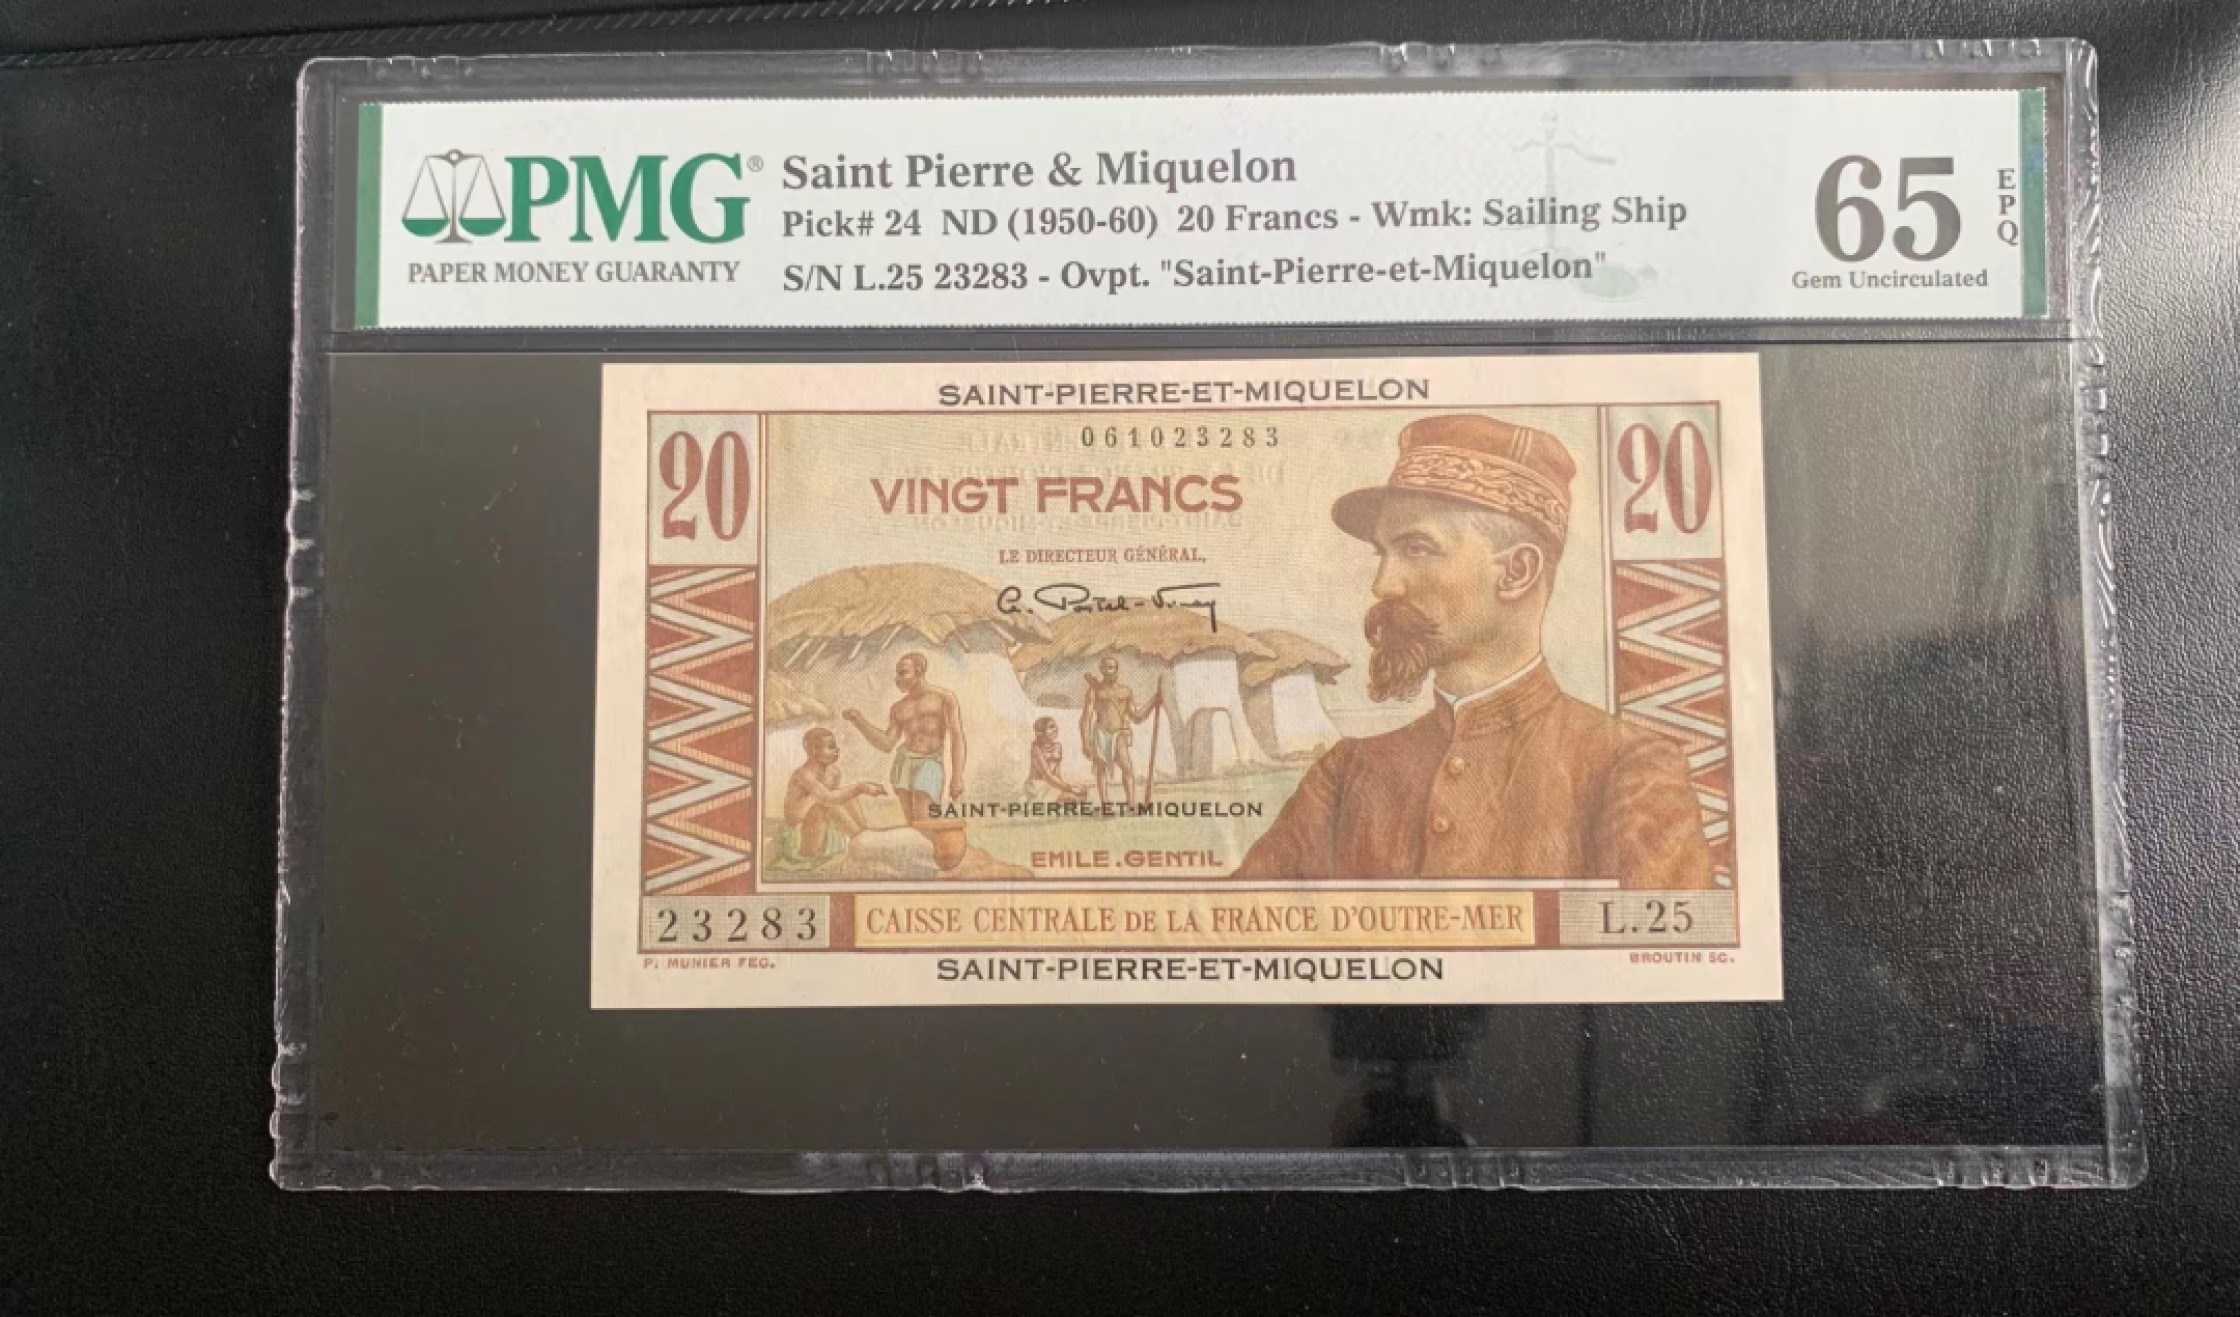 PMG®
PAPER MONEY GUARANTY
Saint Pierre & Miquelon
Pick# 24 ND (1950-60) 20 Francs - Wmk: Sailing Ship
S/N L.25 23283 - Ovpt. "Saint-Pierre-et-Miquelon"
65
EPQ
Gem Uncirculated
SAINT-PIERRE-ET-MIQUELON
20
061023283
20
VINGT FRANCS
LE DIRECTEUR GÉNÉRAL,
SAINT-PIERRE-ET-MIQUELON
EMILE.GENTIL
23283
CAISSE CENTRALE DE LA FRANCE D'OUTRE-MER
L.25
P. MUNIER FEC.
BROUTIN SC.
SAINT-PIERRE-ET-MIQUELON